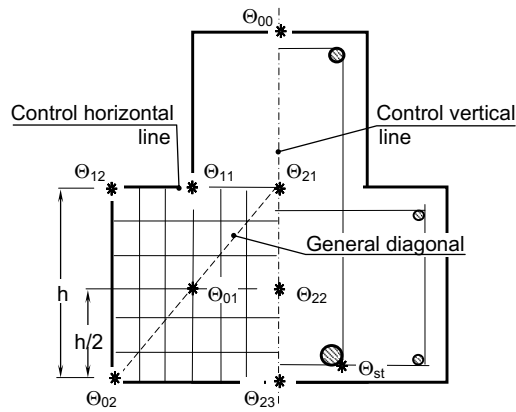 Θ00
Control horizontal
line
Control vertical
line
Θ12
Θ11
Θ21
General diagonal
h
Θ01
Θ22
h/2
Θst
Θ02
Θ23